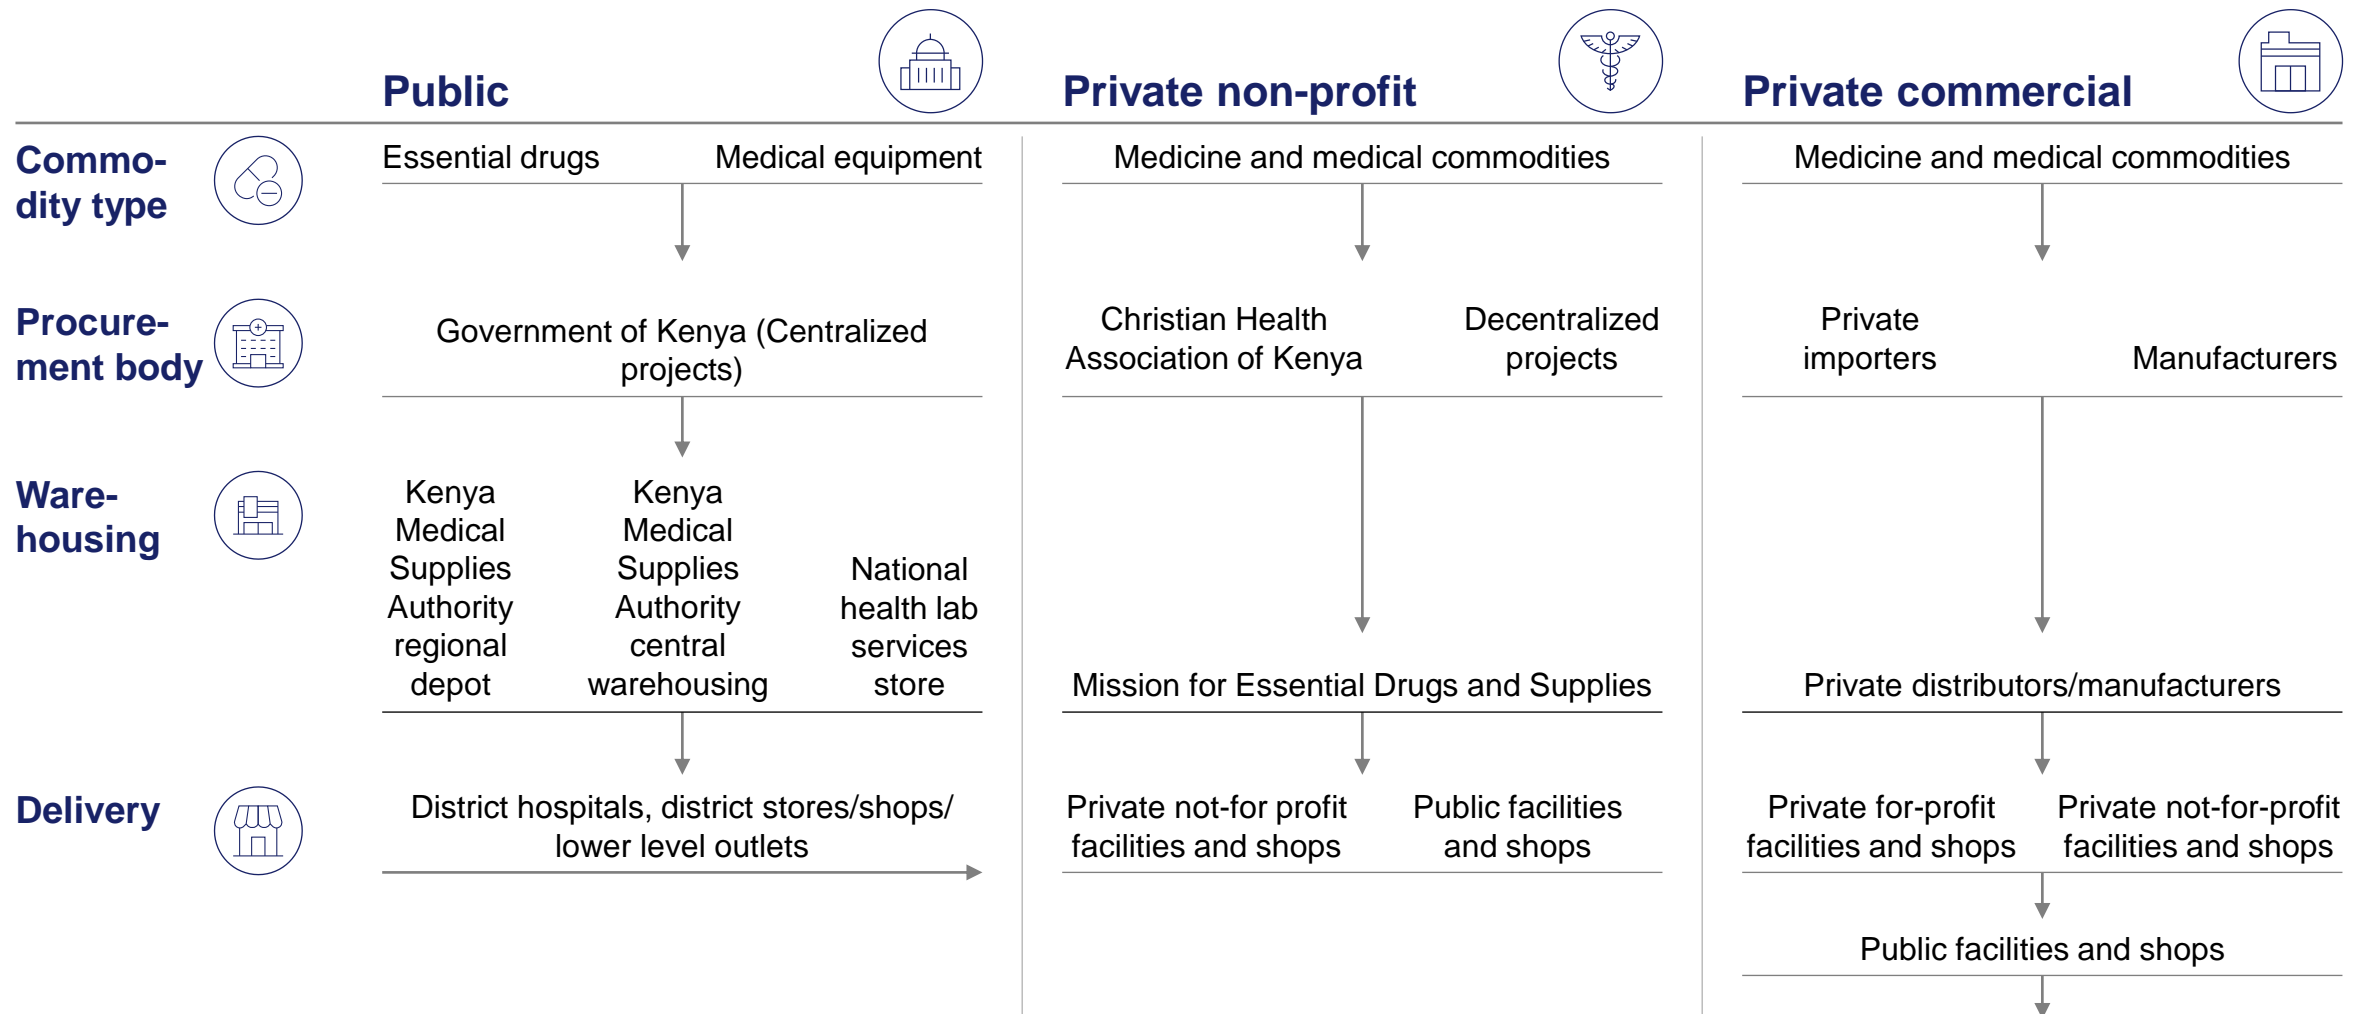 Public
Private non-profit
Private commercial
Commo-
dity type
Essential drugs
Medical equipment
Medicine and medical commodities
Medicine and medical commodities
Procure-
ment body
Government of Kenya (Centralized
projects)
Christian Health
Association of Kenya
Decentralized
projects
Private
importers
Manufacturers
Ware-
housing
Kenya
Medical
Supplies
Authority
regional
depot
Kenya
Medical
Supplies
Authority
central
warehousing
National
health lab
services
store
Mission for Essential Drugs and Supplies
Private distributors/manufacturers
Delivery
District hospitals, district stores/shops/
lower level outlets
Private not-for profit
facilities and shops
Public facilities
and shops
Private for-profit
facilities and shops
Private not-for-profit
facilities and shops
Public facilities and shops